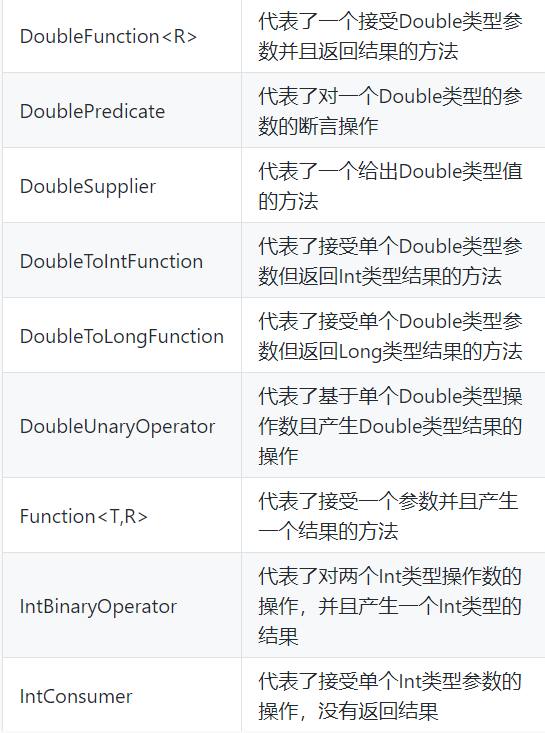 DoubleFunction<R>
代表了一个接受Double类型参
数并且返回结果的方法
DoublePredicate
代表了对一个Double类型的参
数的断言操作
DoubleSupplier
代表了一个给出Double类型值
的方法
DoubleToIntFunction
代表了接受单个Double类型参
数但返回Int类型结果的方法
DoubleToLongFunction
代表了接受单个Double类型参
数但返回Long类型结果的方法
DoubleUnaryOperator
代表了基于单个Double类型操
作数且产生Double类型结果的
操作
Function<T,R>
代表了接受一个参数并且产生
一个结果的方法
IntBinaryOperator
代表了对两个Int类型操作数的
操作，并且产生一个Int类型的
结果
IntConsumer
代表了接受单个Int类型参数的
操作，没有返回结果